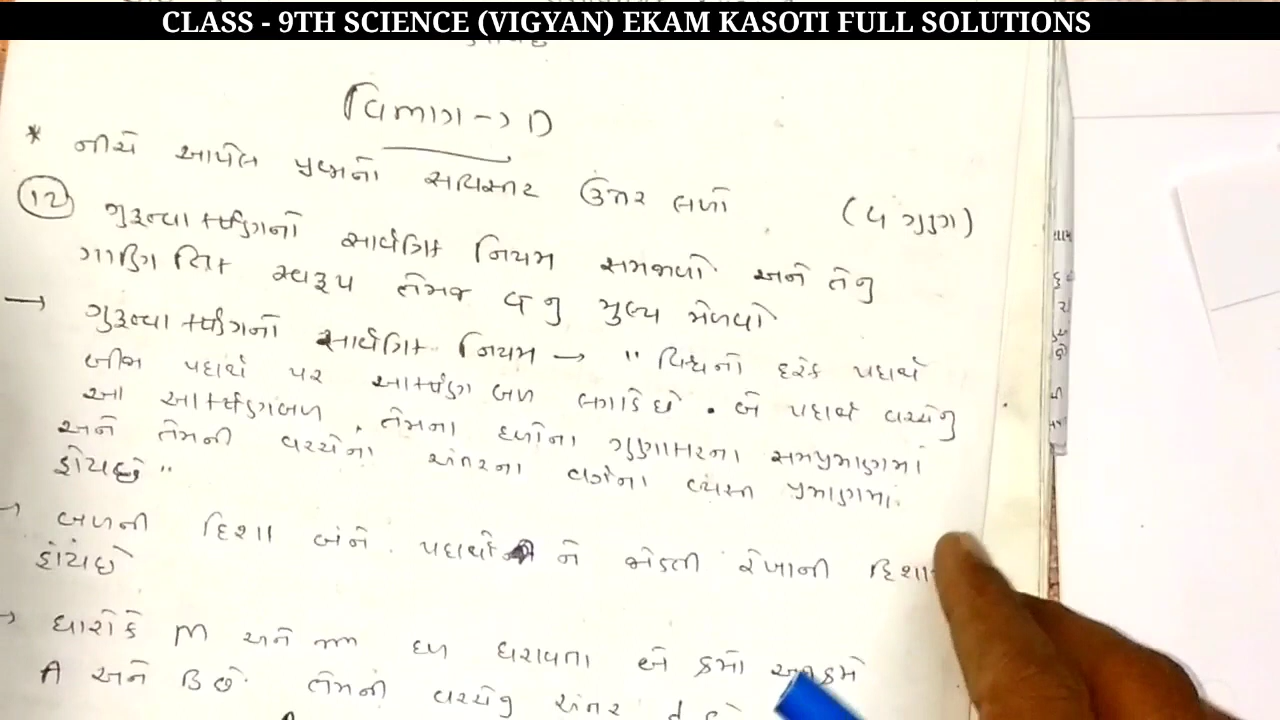 CLASS - 9TH SCIENCE (VIGYAN) EKAM KASOTI FULL SOLUTIONS
વિભાગ → D
* નીચે આપેલ પ્રશ્નનો સવિસ્તાર ઉત્તર લખો (5 ગુણ)
(12) ગુરુત્વાકર્ષણનો સાર્વત્રિક નિયમ સમજાવો અને તેનુ
ગાણિતિક સ્વરૂપ તેમજ G નુ મુલ્ય મેળવો
→ ગુરુત્વાકર્ષણનો સાર્વત્રિક નિયમ → " વિશ્વનો દરેક પદાર્થ
બીજા પદાર્થ પર આકર્ષણ બળ લગાડે છે . બે પદાર્થ વચ્ચેનુ
આ આકર્ષણબળ , તેમના દળોના ગુણાકારના સમપ્રમાણમાં
અને તેમની વચ્ચેના અંતરના વર્ગના વ્યસ્ત પ્રમાણમાં
હોય છે "
→ બળની દિશા બંને પદાર્થો ને જોડતી રેખાની દિશામાં
હોય છે
→ ધારોકે M અને m દળ ધરાવતા બે ક્રમો અનુક્રમે
A અને B છે. તેમની વચ્ચેનુ અંતર d છે